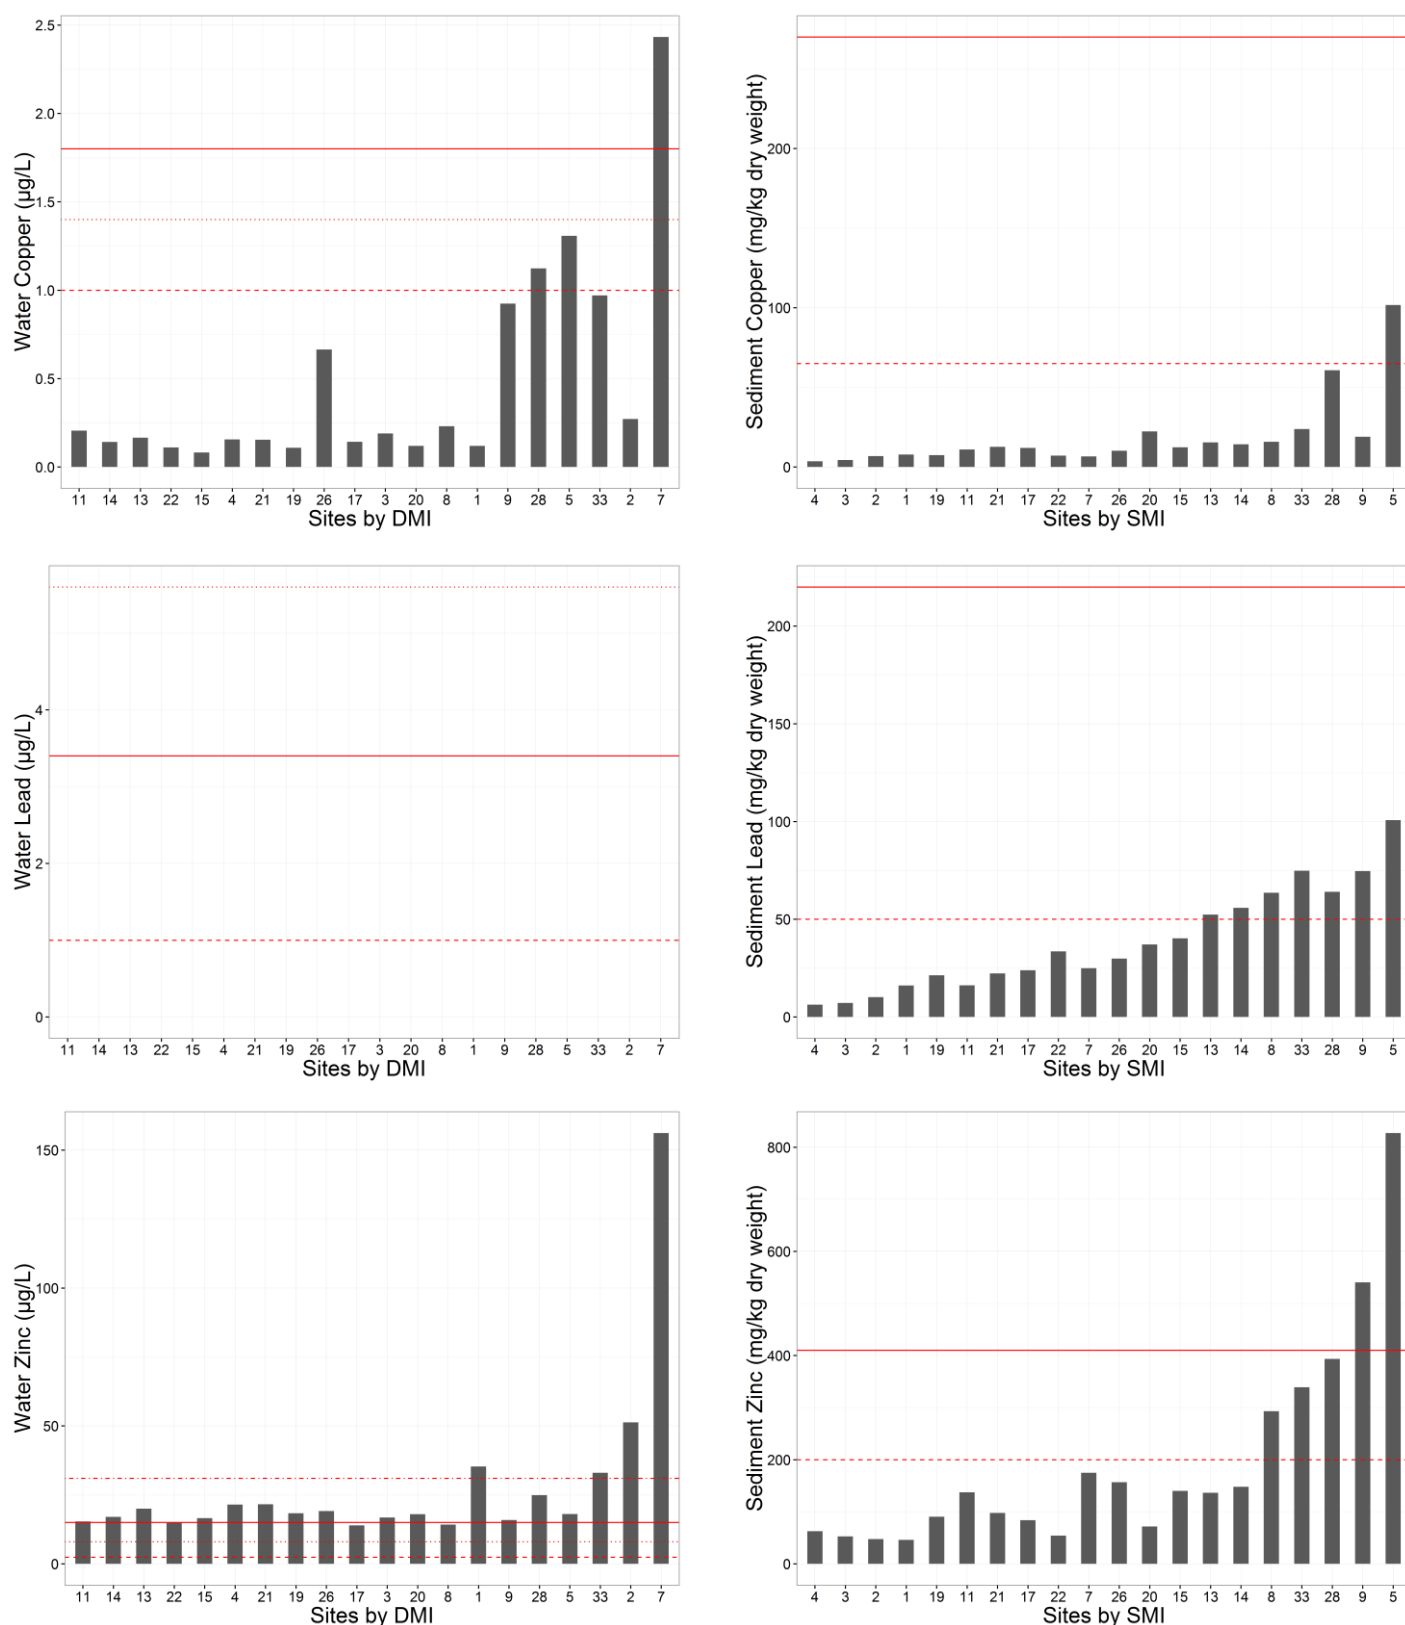 Water Copper (µg/L)
2.5
2.0
1.5
1.0
0.5
0.0
11 14 13 22 15 4 21 19 26 17 3 20 8 1 9 28 5 33 2 7
Sites by DMI
Sediment Copper (mg/kg dry weight)
200
100
0
4 3 2 1 19 11 21 17 22 7 26 20 15 13 14 8 33 28 9 5
Sites by SMI
Water Lead (µg/L)
4
2
0
11 14 13 22 15 4 21 19 26 17 3 20 8 1 9 28 5 33 2 7
Sites by DMI
Sediment Lead (mg/kg dry weight)
200
150
100
50
0
4 3 2 1 19 11 21 17 22 7 26 20 15 13 14 8 33 28 9 5
Sites by SMI
Water Zinc (µg/L)
150
100
50
0
11 14 13 22 15 4 21 19 26 17 3 20 8 1 9 28 5 33 2 7
Sites by DMI
Sediment Zinc (mg/kg dry weight)
800
600
400
200
0
4 3 2 1 19 11 21 17 22 7 26 20 15 13 14 8 33 28 9 5
Sites by SMI